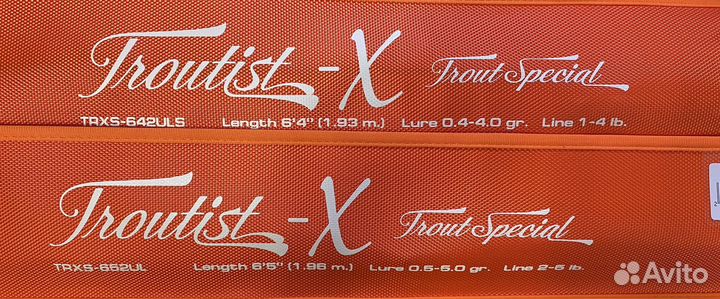 Troutist-X Trout Special
TRXS-642ULS Length 6'4'' (1.93 m.) Lure 0.4-4.0 gr. Line 1-4 lb.
Troutist-X Trout Special
TRXS-652UL Length 6'5'' (1.96 m.) Lure 0.5-5.0 gr. Line 2-5 lb.
Avito